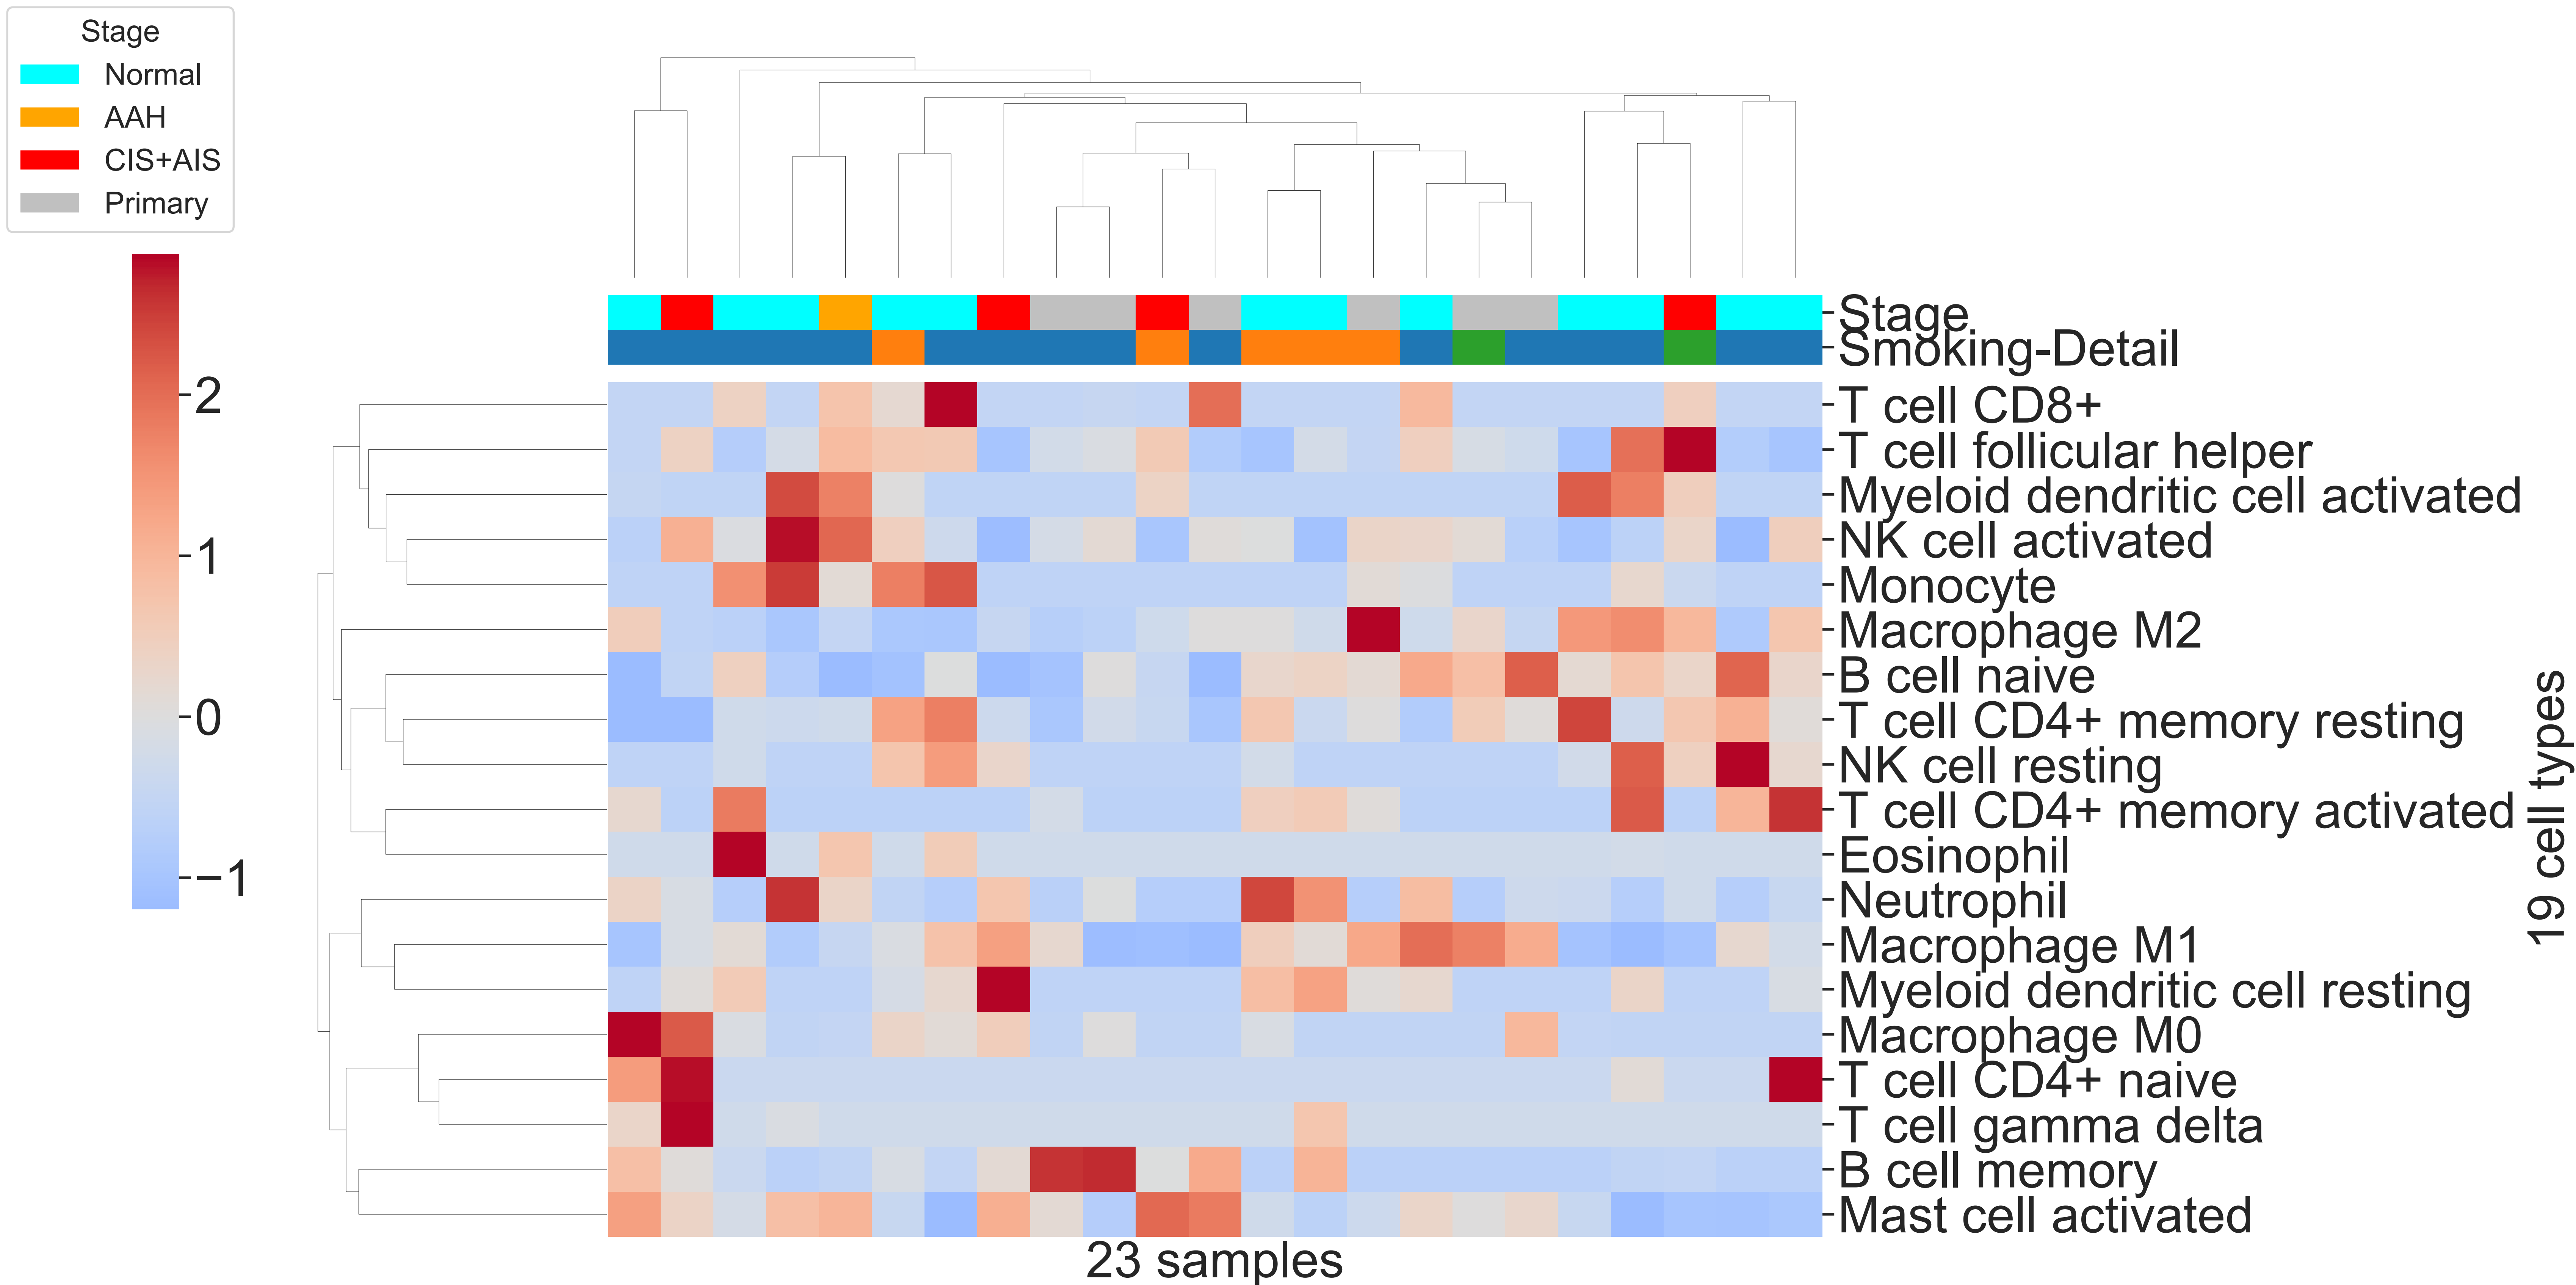 Stage
Normal
AAH
CIS+AIS
Primary
2
1
0
−1
Stage
Smoking-Detail
T cell CD8+
T cell follicular helper
Myeloid dendritic cell activated
NK cell activated
Monocyte
Macrophage M2
B cell naive
T cell CD4+ memory resting
NK cell resting
T cell CD4+ memory activated
Eosinophil
Neutrophil
Macrophage M1
Myeloid dendritic cell resting
Macrophage M0
T cell CD4+ naive
T cell gamma delta
B cell memory
Mast cell activated
19 cell types
23 samples